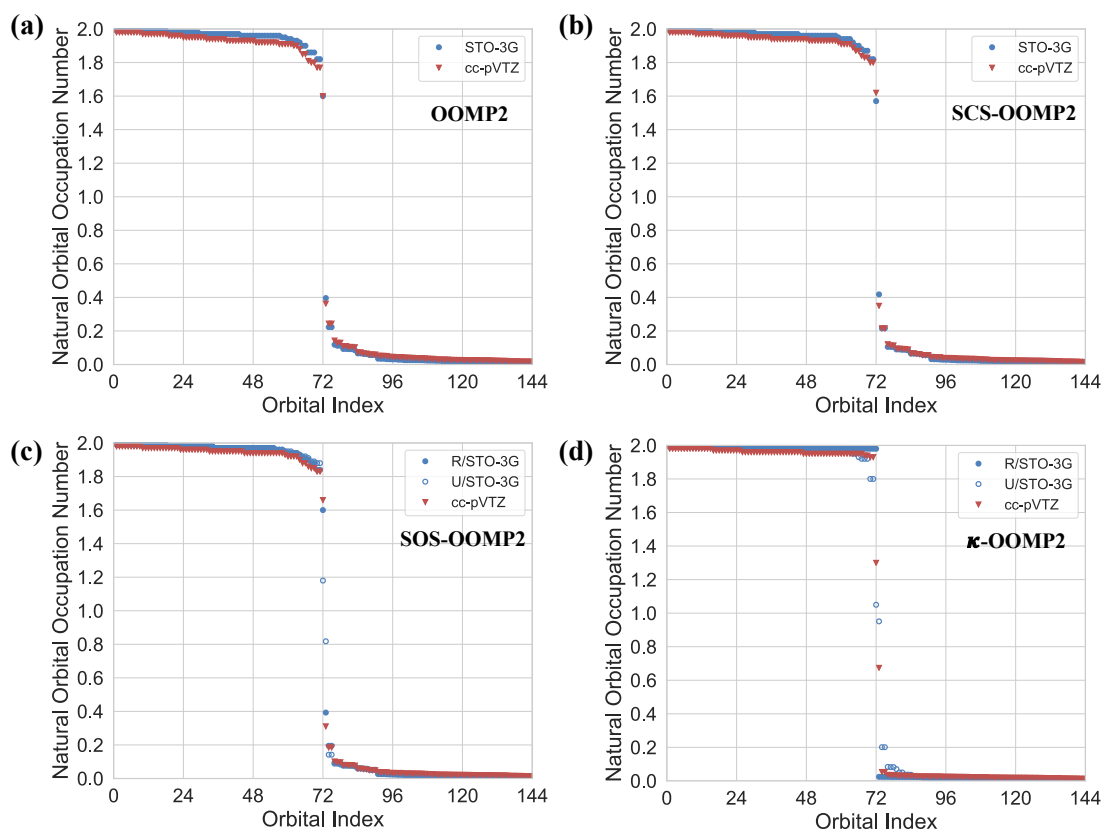 (a)
Natural Orbital Occupation Number
2.0
1.8
1.6
1.4
1.2
1.0
0.8
0.6
0.4
0.2
0.0
STO-3G
cc-pVTZ
OOMP2
0 24 48 72 96 120 144
Orbital Index
(b)
Natural Orbital Occupation Number
2.0
1.8
1.6
1.4
1.2
1.0
0.8
0.6
0.4
0.2
0.0
STO-3G
cc-pVTZ
SCS-OOMP2
0 24 48 72 96 120 144
Orbital Index
(c)
Natural Orbital Occupation Number
2.0
1.8
1.6
1.4
1.2
1.0
0.8
0.6
0.4
0.2
0.0
R/STO-3G
U/STO-3G
cc-pVTZ
SOS-OOMP2
0 24 48 72 96 120 144
Orbital Index
(d)
Natural Orbital Occupation Number
2.0
1.8
1.6
1.4
1.2
1.0
0.8
0.6
0.4
0.2
0.0
R/STO-3G
U/STO-3G
cc-pVTZ
κ-OOMP2
0 24 48 72 96 120 144
Orbital Index